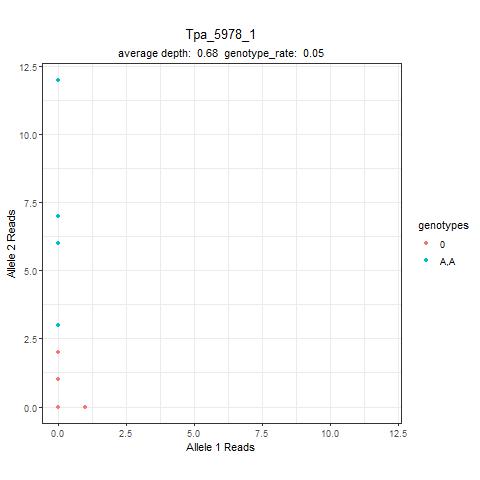 Tpa_5978_1
average depth:  0.68  genotype_rate:  0.05
12.5
10.0
7.5
5.0
2.5
0.0
Allele 2 Reads
0.0 2.5 5.0 7.5 10.0 12.5
Allele 1 Reads
genotypes
0
A,A